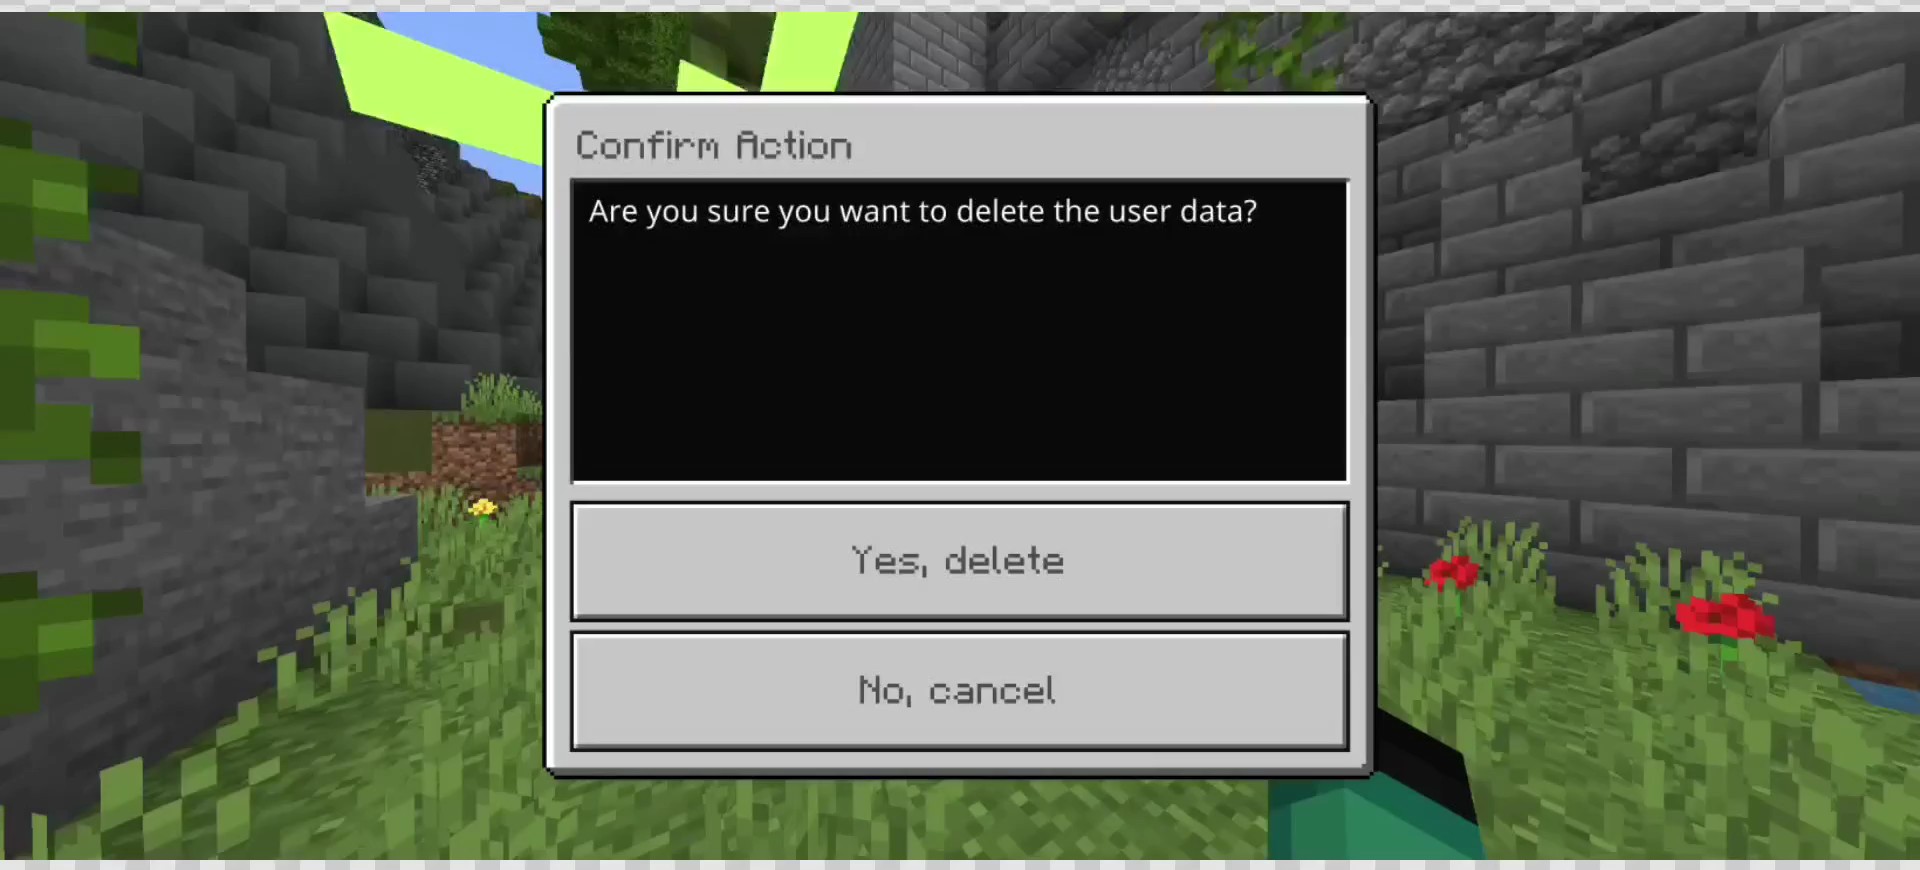 Confirm Action
Are you sure you want to delete the user data?
Yes, delete
No, cancel